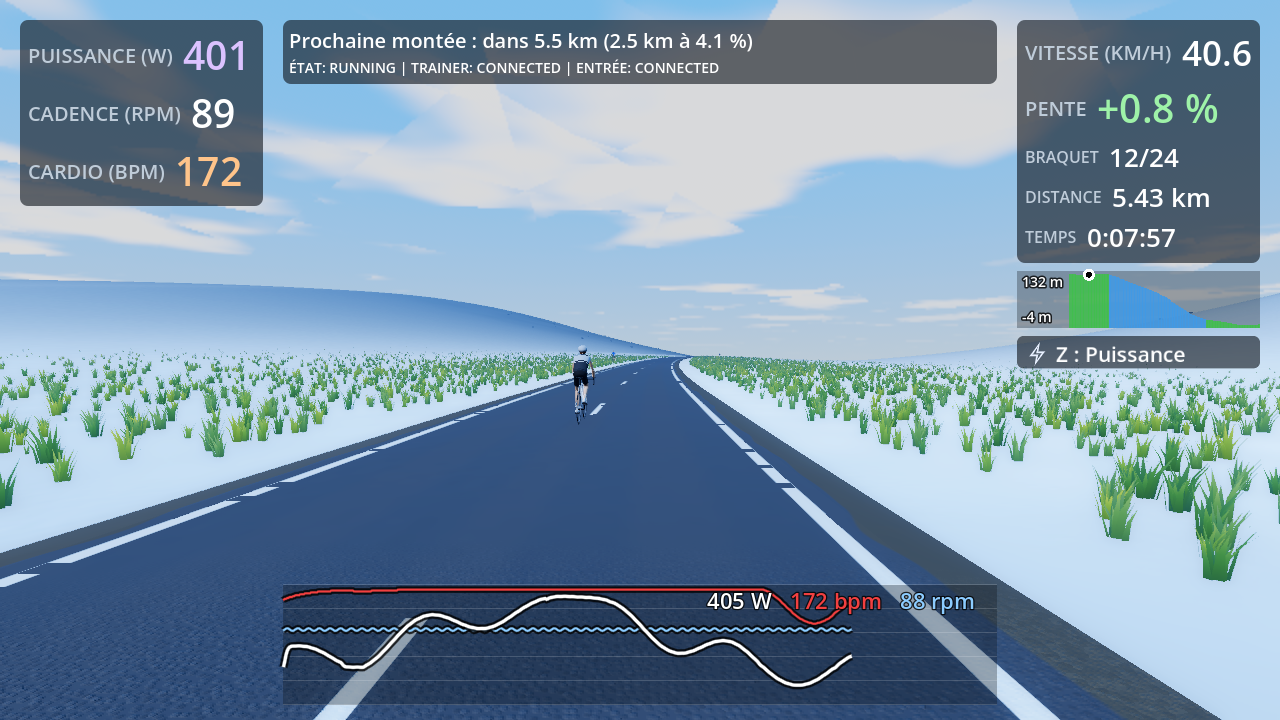 PUISSANCE (W) 401
CADENCE (RPM) 89
CARDIO (BPM) 172
Prochaine montée : dans 5.5 km (2.5 km à 4.1 %)
ÉTAT: RUNNING | TRAINER: CONNECTED | ENTRÉE: CONNECTED
VITESSE (KM/H) 40.6
PENTE +0.8 %
BRAQUET 12/24
DISTANCE 5.43 km
TEMPS 0:07:57
132 m
-4 m
Z : Puissance
405 W 172 bpm 88 rpm